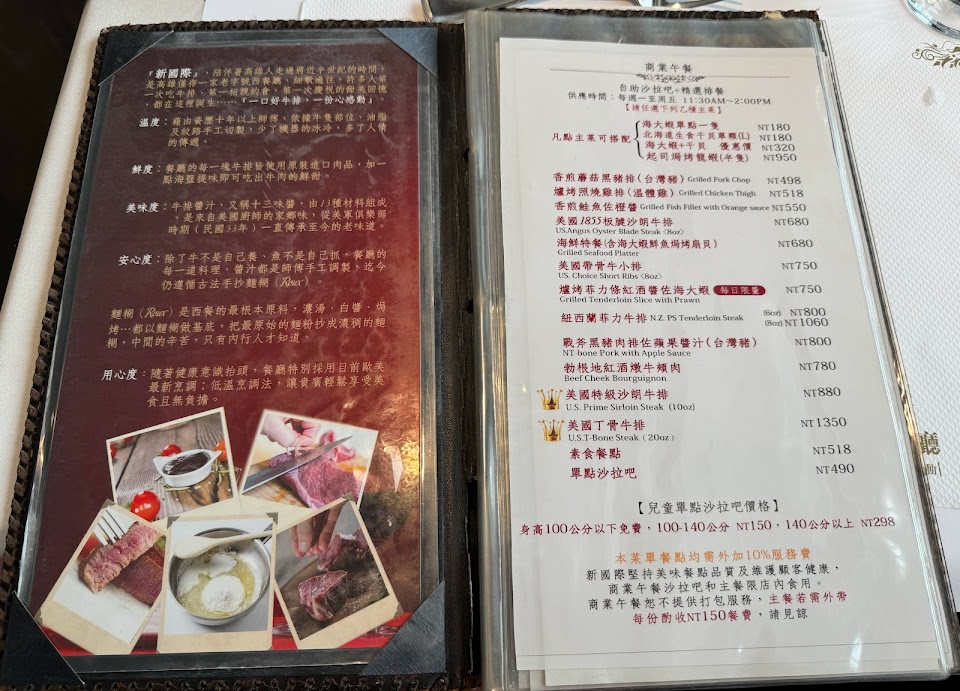 『新國際』、陪伴著高雄人走過將近半世紀的時間，
是高雄僅存一家老字號西餐廳，細數過往，許多人第
一次吃牛排、第一次相親約會、第一次慶祝的甜美回憶
，都在這裡誕生……『一口好牛排，一份心感動』
溫度：藉由資歷十年以上師傅，依據牛隻部位、油脂
及紋路手工切製，少了機器的冰冷，多了人情
的傳遞。
鮮度：餐廳的每一塊牛排皆使用原裝進口肉品，加一
點海鹽提味即可吃出牛肉的鮮甜。
美味度：牛排醬汁，又稱十三味醬，由13種材料組成
，是來自美國廚師的家鄉味，從美軍俱樂部
時期（民國53年）一直傳承至今的老味道。
安心度：除了牛不是自己養、魚不是自己抓，餐廳的
每一道料理，醬汁都是師傅手工調製，迄今
仍遵循古法手抄麵糊（Roux）。
麵糊（Roux）是西餐的最根本原料，濃湯，白醬、焗
烤…都以麵糊做基底，把最原始的麵粉抄成濃稠的麵
糊，中間的辛苦，只有內行人才知道。
用心度：隨著健康意識抬頭，餐廳特別採用目前歐美
最新烹調：低溫烹調法，讓貴賓輕鬆享受美
食且無負擔。
商業午餐
自助沙拉吧+精選排餐
供應時間：每週一至周五 11:30AM~2:00PM
【請任選下列乙種主菜】
凡點主菜可搭配
海大蝦單點一隻 NT180
北海道生食干貝單顆(L) NT180
海大蝦+干貝 優惠價 NT320
起司焗烤龍蝦(半隻) NT950
香煎蘑菇黑豬排(台灣豬) Grilled Pork Chop NT498
爐烤照燒雞排(溫體雞) Grilled Chicken Thigh NT518
香煎鮭魚佐橙醬 Grilled Fish Fillet with Orange sauce NT550
美國1855板腱沙朗牛排 NT680
US.Angus Oyster Blade Steak <8oz>
海鮮特餐(含海大蝦鮮魚焗烤扇貝) NT680
Grilled Seafood Platter
美國帶骨牛小排 NT750
US. Choice Short Ribs <8oz>
爐烤菲力條紅酒醬佐海大蝦 每日限量 NT750
Grilled Tenderloin Slice with Prawn
紐西蘭菲力牛排 N.Z. PS Tenderloin Steak (6oz) NT800
(8oz) NT1060
戰斧黑豬肉排佐蘋果醬汁(台灣豬) NT800
NT-bone Pork with Apple Sauce
勃根地紅酒燉牛頰肉 NT780
Beef Cheek Bourguignon
美國特級沙朗牛排 NT880
U.S. Prime Sirloin Steak (10oz)
美國丁骨牛排 NT1350
U.S.T-Bone Steak (20oz)
素食餐點 NT518
單點沙拉吧 NT490
【兒童單點沙拉吧價格】
身高100公分以下免費，100-140公分 NT150，140公分以上 NT298
本菜單餐點均需外加10%服務費
新國際堅持美味餐點品質及維護顧客健康，
商業午餐沙拉吧和主餐限店內食用。
商業午餐恕不提供打包服務，主餐若需外帶
每份酌收NT150餐費，請見諒
廳